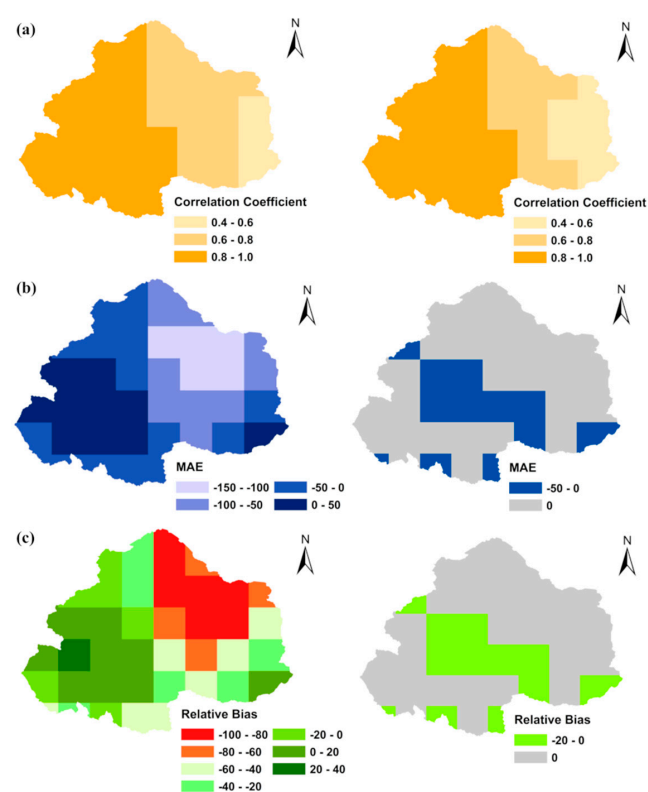 (a)
N
N
Correlation Coefficient
0.4 - 0.6
0.6 - 0.8
0.8 - 1.0
Correlation Coefficient
0.4 - 0.6
0.6 - 0.8
0.8 - 1.0
(b)
N
N
MAE
-150 - -100
-50 - 0
-100 - -50
0 - 50
MAE
-50 - 0
0
(c)
N
N
Relative Bias
-100 - -80
-20 - 0
-80 - -60
0 - 20
-60 - -40
20 - 40
-40 - -20
Relative Bias
-20 - 0
0